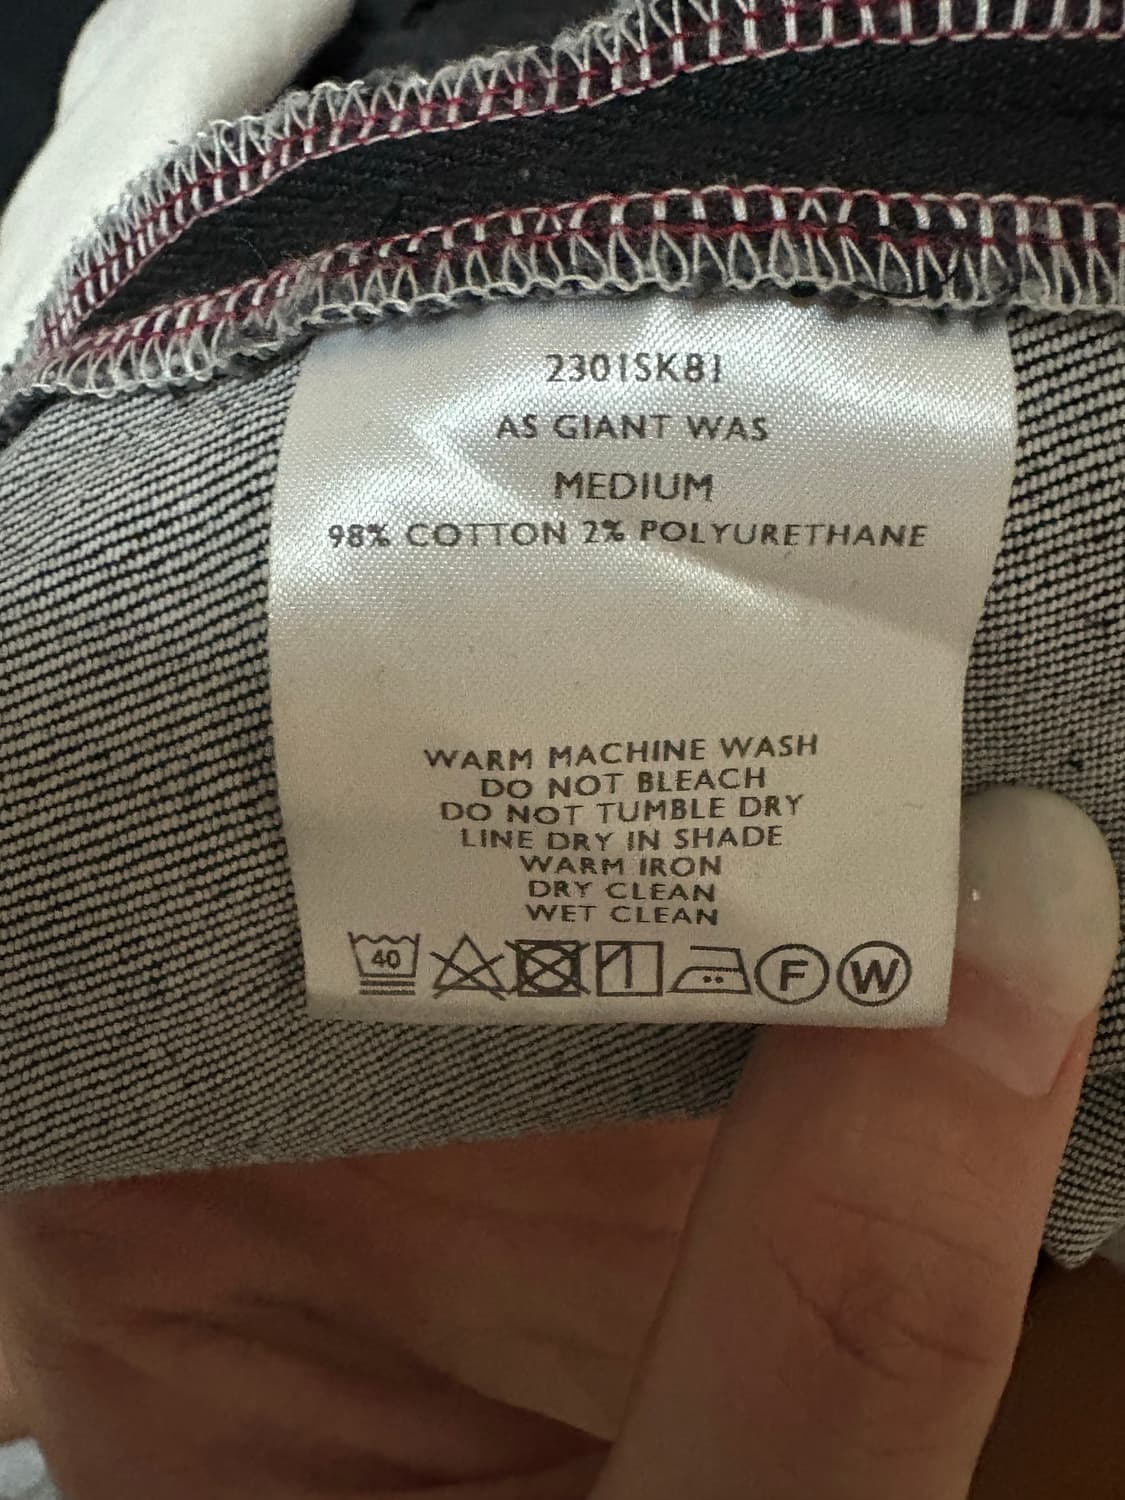 2301SK81
AS GIANT WAS
MEDIUM
98% COTTON 2% POLYURETHANE
WARM MACHINE WASH
DO NOT BLEACH
DO NOT TUMBLE DRY
LINE DRY IN SHADE
WARM IRON
DRY CLEAN
WET CLEAN
40 F W